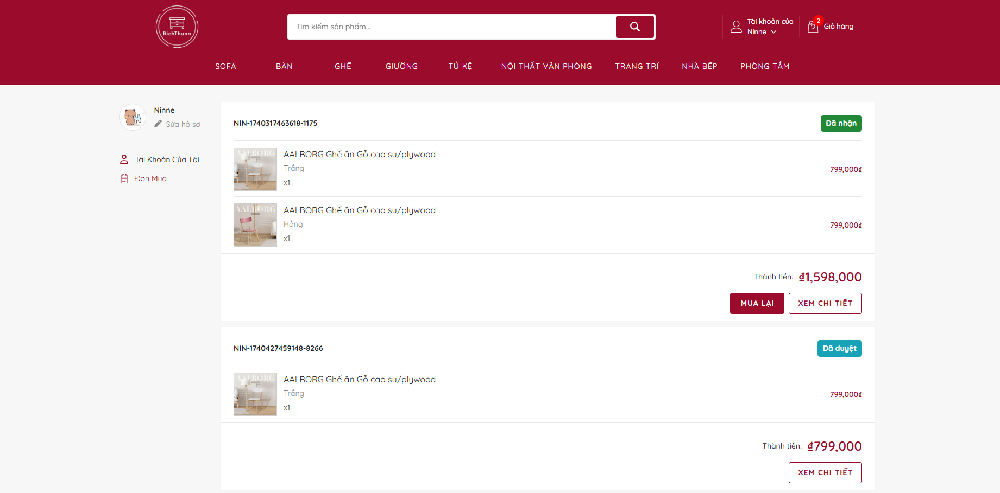 BichThuan
Tìm kiếm sản phẩm...
Tài khoản của
Ninne
2
Giỏ hàng
SOFA
BÀN
GHẾ
GIƯỜNG
TỦ KỆ
NỘI THẤT VĂN PHÒNG
TRANG TRÍ
NHÀ BẾP
PHÒNG TẮM
Ninne
Sửa hồ sơ
Tài Khoản Của Tôi
Đơn Mua
NIN-1740317463618-1175
Đã nhận
AALBORG
AALBORG Ghế ăn Gỗ cao su/plywood
Trắng
x1
799,000₫
AALBORG
AALBORG Ghế ăn Gỗ cao su/plywood
Hồng
x1
799,000₫
Thành tiền: ₫1,598,000
MUA LẠI
XEM CHI TIẾT
NIN-1740427459148-8266
Đã duyệt
AALBORG
AALBORG Ghế ăn Gỗ cao su/plywood
Trắng
x1
799,000₫
Thành tiền: ₫799,000
XEM CHI TIẾT